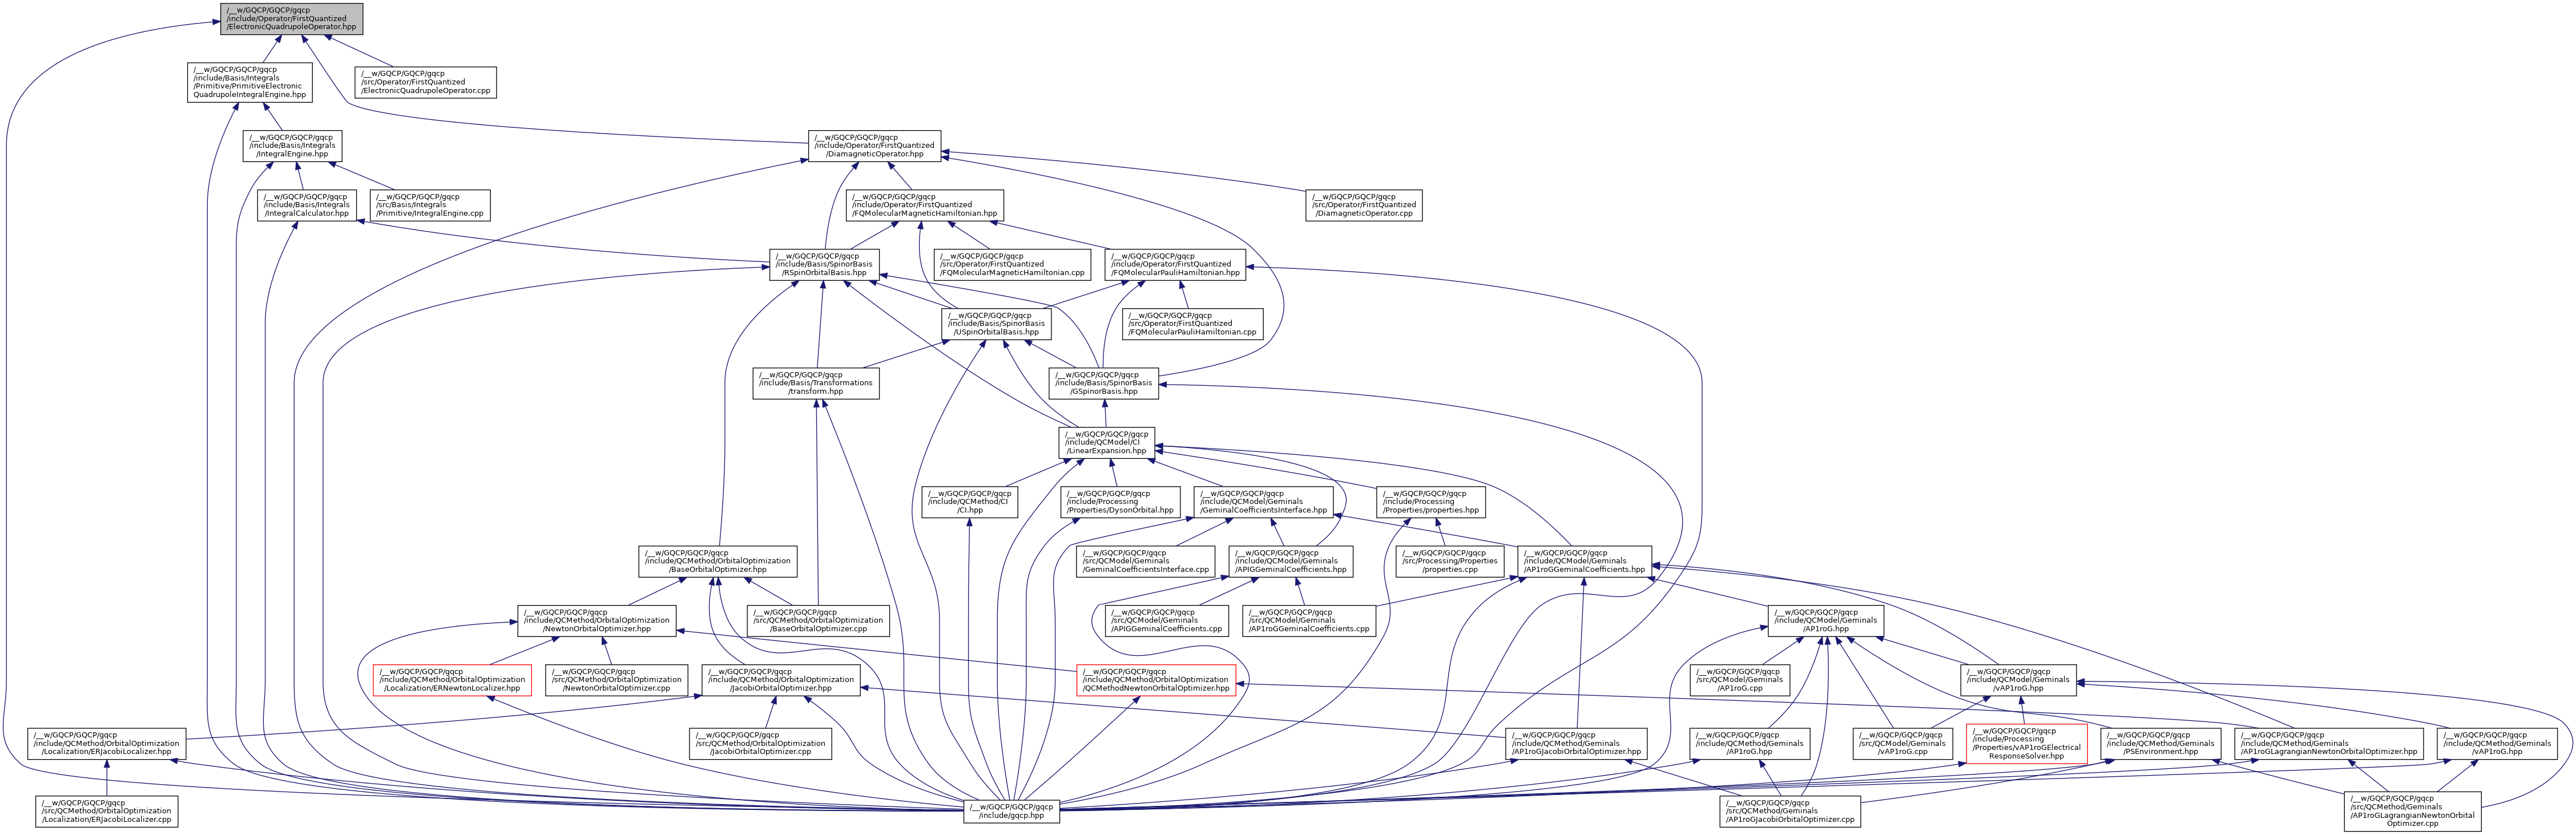 /__w/GQCP/GQCP/gqcp
/include/Operator/FirstQuantized
/ElectronicQuadrupoleOperator.hpp
/__w/GQCP/GQCP/gqcp
/include/Basis/Integrals
/Primitive/PrimitiveElectronic
QuadrupoleIntegralEngine.hpp
/__w/GQCP/GQCP/gqcp
/src/Operator/FirstQuantized
/ElectronicQuadrupoleOperator.cpp
/__w/GQCP/GQCP/gqcp
/include/Basis/Integrals
/IntegralEngine.hpp
/__w/GQCP/GQCP/gqcp
/include/Operator/FirstQuantized
/DiamagneticOperator.hpp
/__w/GQCP/GQCP/gqcp
/include/Basis/Integrals
/IntegralCalculator.hpp
/__w/GQCP/GQCP/gqcp
/src/Basis/Integrals
/Primitive/IntegralEngine.cpp
/__w/GQCP/GQCP/gqcp
/include/Operator/FirstQuantized
/FQMolecularMagneticHamiltonian.hpp
/__w/GQCP/GQCP/gqcp
/src/Operator/FirstQuantized
/DiamagneticOperator.cpp
/__w/GQCP/GQCP/gqcp
/include/Basis/SpinorBasis
/RSpinOrbitalBasis.hpp
/__w/GQCP/GQCP/gqcp
/src/Operator/FirstQuantized
/FQMolecularMagneticHamiltonian.cpp
/__w/GQCP/GQCP/gqcp
/include/Operator/FirstQuantized
/FQMolecularPauliHamiltonian.hpp
/__w/GQCP/GQCP/gqcp
/include/Basis/SpinorBasis
/USpinOrbitalBasis.hpp
/__w/GQCP/GQCP/gqcp
/src/Operator/FirstQuantized
/FQMolecularPauliHamiltonian.cpp
/__w/GQCP/GQCP/gqcp
/include/Basis/Transformations
/transform.hpp
/__w/GQCP/GQCP/gqcp
/include/Basis/SpinorBasis
/GSpinorBasis.hpp
/__w/GQCP/GQCP/gqcp
/include/QCModel/CI
/LinearExpansion.hpp
/__w/GQCP/GQCP/gqcp
/include/QCMethod/CI
/CI.hpp
/__w/GQCP/GQCP/gqcp
/include/Processing
/Properties/DysonOrbital.hpp
/__w/GQCP/GQCP/gqcp
/include/QCModel/Geminals
/GeminalCoefficientsInterface.hpp
/__w/GQCP/GQCP/gqcp
/include/Processing
/Properties/properties.hpp
/__w/GQCP/GQCP/gqcp
/include/QCMethod/OrbitalOptimization
/BaseOrbitalOptimizer.hpp
/__w/GQCP/GQCP/gqcp
/src/QCModel/Geminals
/GeminalCoefficientsInterface.cpp
/__w/GQCP/GQCP/gqcp
/include/QCModel/Geminals
/APIGGeminalCoefficients.hpp
/__w/GQCP/GQCP/gqcp
/src/Processing/Properties
/properties.cpp
/__w/GQCP/GQCP/gqcp
/include/QCModel/Geminals
/AP1roGGeminalCoefficients.hpp
/__w/GQCP/GQCP/gqcp
/include/QCMethod/OrbitalOptimization
/NewtonOrbitalOptimizer.hpp
/__w/GQCP/GQCP/gqcp
/src/QCMethod/OrbitalOptimization
/BaseOrbitalOptimizer.cpp
/__w/GQCP/GQCP/gqcp
/src/QCModel/Geminals
/APIGGeminalCoefficients.cpp
/__w/GQCP/GQCP/gqcp
/src/QCModel/Geminals
/AP1roGGeminalCoefficients.cpp
/__w/GQCP/GQCP/gqcp
/include/QCModel/Geminals
/AP1roG.hpp
/__w/GQCP/GQCP/gqcp
/include/QCMethod/OrbitalOptimization
/Localization/ERNewtonLocalizer.hpp
/__w/GQCP/GQCP/gqcp
/src/QCMethod/OrbitalOptimization
/NewtonOrbitalOptimizer.cpp
/__w/GQCP/GQCP/gqcp
/include/QCMethod/OrbitalOptimization
/JacobiOrbitalOptimizer.hpp
/__w/GQCP/GQCP/gqcp
/include/QCMethod/OrbitalOptimization
/QCMethodNewtonOrbitalOptimizer.hpp
/__w/GQCP/GQCP/gqcp
/src/QCModel/Geminals
/AP1roG.cpp
/__w/GQCP/GQCP/gqcp
/include/QCModel/Geminals
/vAP1roG.hpp
/__w/GQCP/GQCP/gqcp
/include/QCMethod/OrbitalOptimization
/Localization/ERJacobiLocalizer.hpp
/__w/GQCP/GQCP/gqcp
/src/QCMethod/OrbitalOptimization
/JacobiOrbitalOptimizer.cpp
/__w/GQCP/GQCP/gqcp
/include/QCMethod/Geminals
/AP1roGJacobiOrbitalOptimizer.hpp
/__w/GQCP/GQCP/gqcp
/include/QCMethod/Geminals
/AP1roG.hpp
/__w/GQCP/GQCP/gqcp
/src/QCModel/Geminals
/vAP1roG.cpp
/__w/GQCP/GQCP/gqcp
/include/Processing
/Properties/vAP1roGElectrical
ResponseSolver.hpp
/__w/GQCP/GQCP/gqcp
/include/QCMethod/Geminals
/PSEnvironment.hpp
/__w/GQCP/GQCP/gqcp
/include/QCMethod/Geminals
/AP1roGLagrangianNewtonOrbitalOptimizer.hpp
/__w/GQCP/GQCP/gqcp
/include/QCMethod/Geminals
/vAP1roG.hpp
/__w/GQCP/GQCP/gqcp
/src/QCMethod/OrbitalOptimization
/Localization/ERJacobiLocalizer.cpp
/__w/GQCP/GQCP/gqcp
/include/gqcp.hpp
/__w/GQCP/GQCP/gqcp
/src/QCMethod/Geminals
/AP1roGJacobiOrbitalOptimizer.cpp
/__w/GQCP/GQCP/gqcp
/src/QCMethod/Geminals
/AP1roGLagrangianNewtonOrbital
Optimizer.cpp